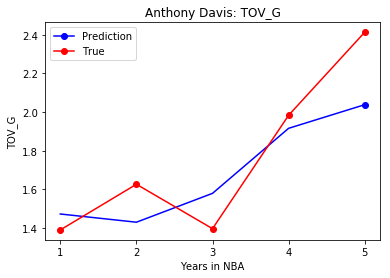 Anthony Davis: TOV_G
Prediction
True
2.4
2.2
2.0
1.8
1.6
1.4
TOV_G
1 2 3 4 5
Years in NBA